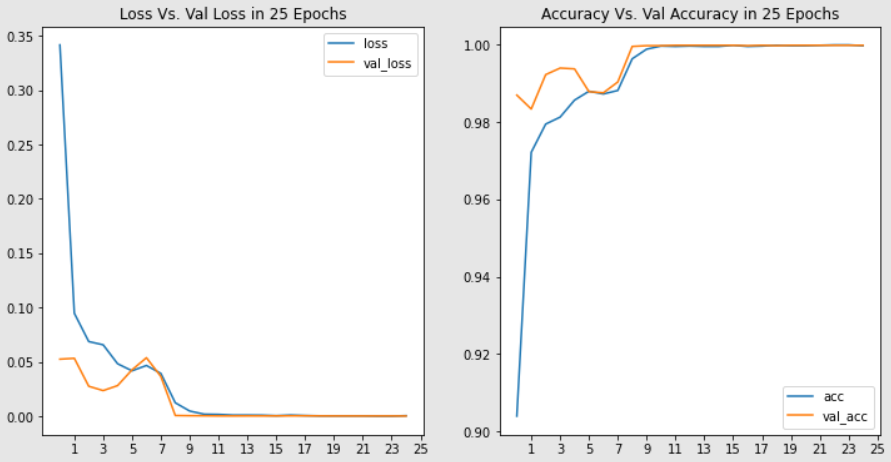 Loss Vs. Val Loss in 25 Epochs
0.35
0.30
0.25
0.20
0.15
0.10
0.05
0.00
loss
val_loss
1 3 5 7 9 11 13 15 17 19 21 23 25
Accuracy Vs. Val Accuracy in 25 Epochs
1.00
0.98
0.96
0.94
0.92
0.90
acc
val_acc
1 3 5 7 9 11 13 15 17 19 21 23 25